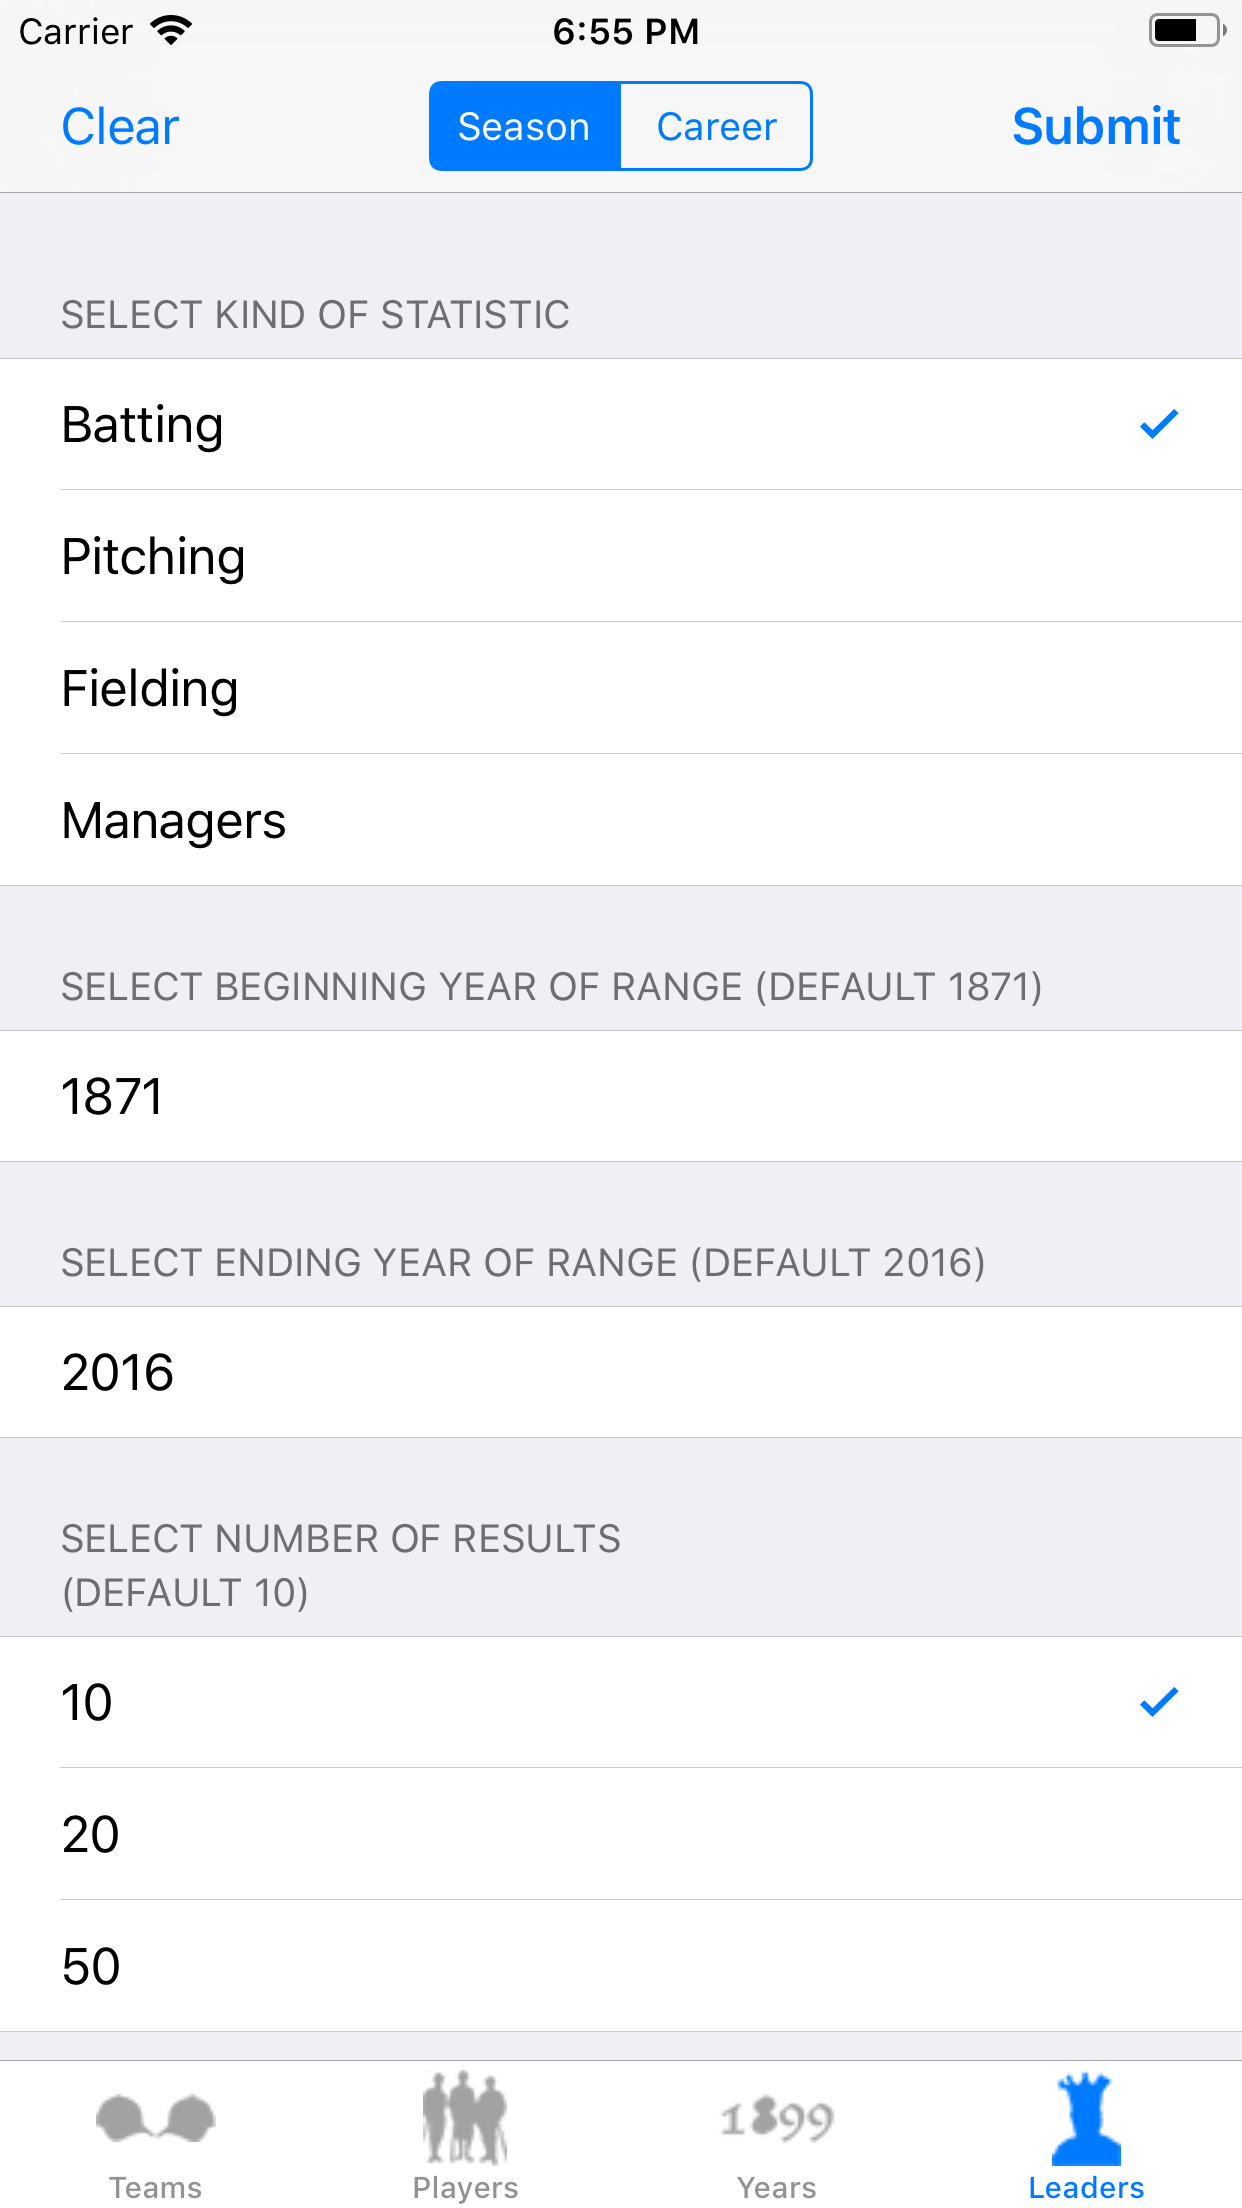 Carrier 6:55 PM
Clear Season Career Submit
SELECT KIND OF STATISTIC
Batting
Pitching
Fielding
Managers
SELECT BEGINNING YEAR OF RANGE (DEFAULT 1871)
1871
SELECT ENDING YEAR OF RANGE (DEFAULT 2016)
2016
SELECT NUMBER OF RESULTS
(DEFAULT 10)
10
20
50
1899
Teams Players Years Leaders